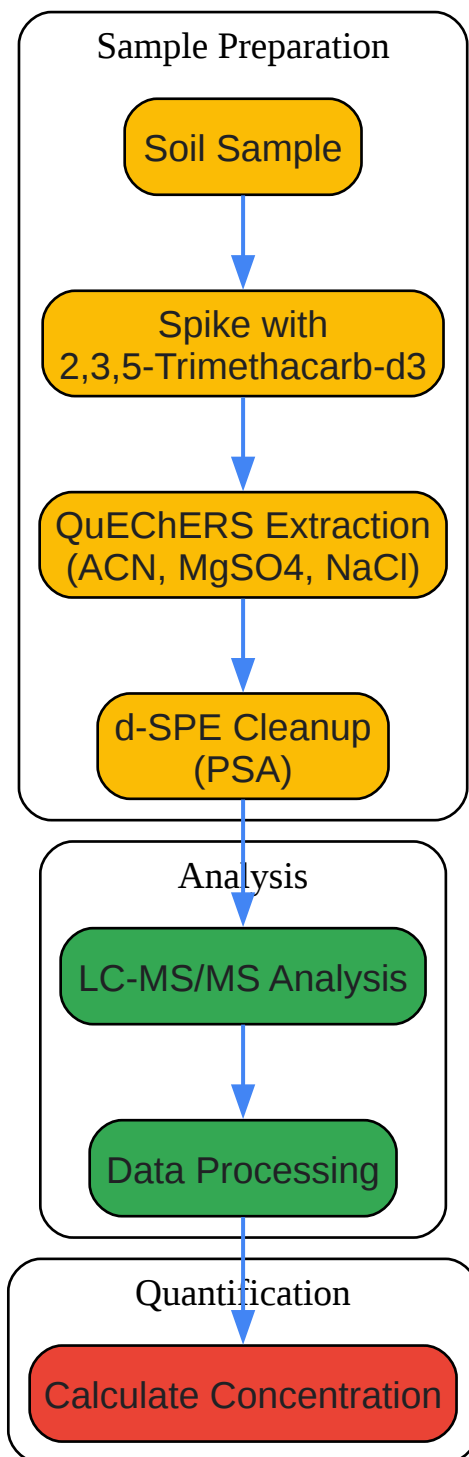 Sample Preparation
Soil Sample
Spike with
2,3,5-Trimethacarb-d3
QuEChERS Extraction
(ACN, MgSO4, NaCl)
d-SPE Cleanup
(PSA)
Analysis
LC-MS/MS Analysis
Data Processing
Quantification
Calculate Concentration